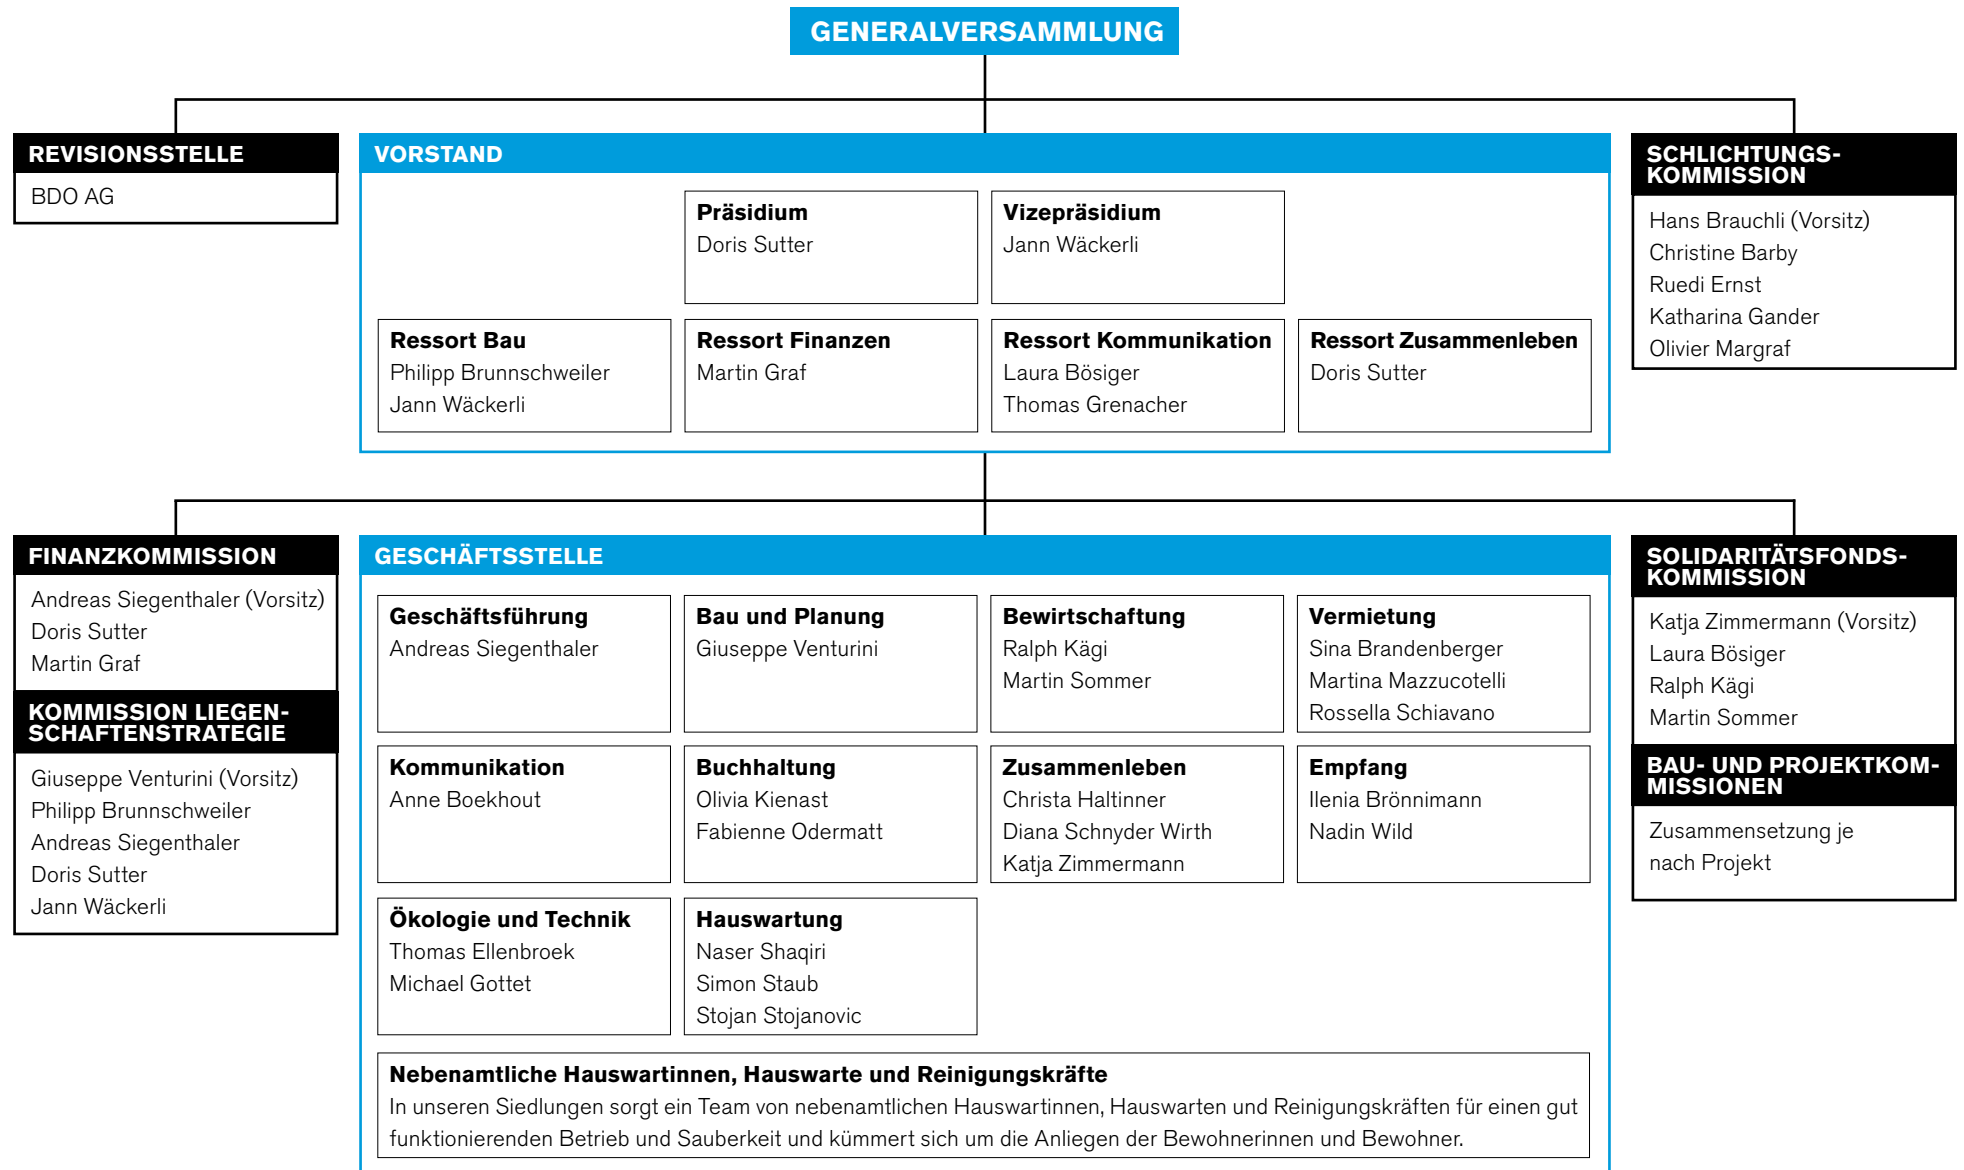 GENERALVERSAMMLUNG
REVISIONSSTELLE
BDO AG
VORSTAND
Präsidium
Doris Sutter
Vizepräsidium
Jann Wäckerli
Ressort Bau
Philipp Brunnschweiler
Jann Wäckerli
Ressort Finanzen
Martin Graf
Ressort Kommunikation
Laura Bösiger
Thomas Grenacher
Ressort Zusammenleben
Doris Sutter
SCHLICHTUNGS-
KOMMISSION
Hans Brauchli (Vorsitz)
Christine Barby
Ruedi Ernst
Katharina Gander
Olivier Margraf
FINANZKOMMISSION
Andreas Siegenthaler (Vorsitz)
Doris Sutter
Martin Graf
KOMMISSION LIEGEN-
SCHAFTENSTRATEGIE
Giuseppe Venturini (Vorsitz)
Philipp Brunnschweiler
Andreas Siegenthaler
Doris Sutter
Jann Wäckerli
GESCHÄFTSSTELLE
Geschäftsführung
Andreas Siegenthaler
Bau und Planung
Giuseppe Venturini
Bewirtschaftung
Ralph Kägi
Martin Sommer
Vermietung
Sina Brandenberger
Martina Mazzucotelli
Rossella Schiavano
Kommunikation
Anne Boekhout
Buchhaltung
Olivia Kienast
Fabienne Odermatt
Zusammenleben
Christa Haltinner
Diana Schnyder Wirth
Katja Zimmermann
Empfang
Ilenia Brönnimann
Nadin Wild
Ökologie und Technik
Thomas Ellenbroek
Michael Gottet
Hauswartung
Naser Shaqiri
Simon Staub
Stojan Stojanovic
Nebenamtliche Hauswartinnen, Hauswarte und Reinigungskräfte
In unseren Siedlungen sorgt ein Team von nebenamtlichen Hauswartinnen, Hauswarten und Reinigungskräften für einen gut
funktionierenden Betrieb und Sauberkeit und kümmert sich um die Anliegen der Bewohnerinnen und Bewohner.
SOLIDARITÄTSFONDS-
KOMMISSION
Katja Zimmermann (Vorsitz)
Laura Bösiger
Ralph Kägi
Martin Sommer
BAU- UND PROJEKTKOM-
MISSIONEN
Zusammensetzung je
nach Projekt